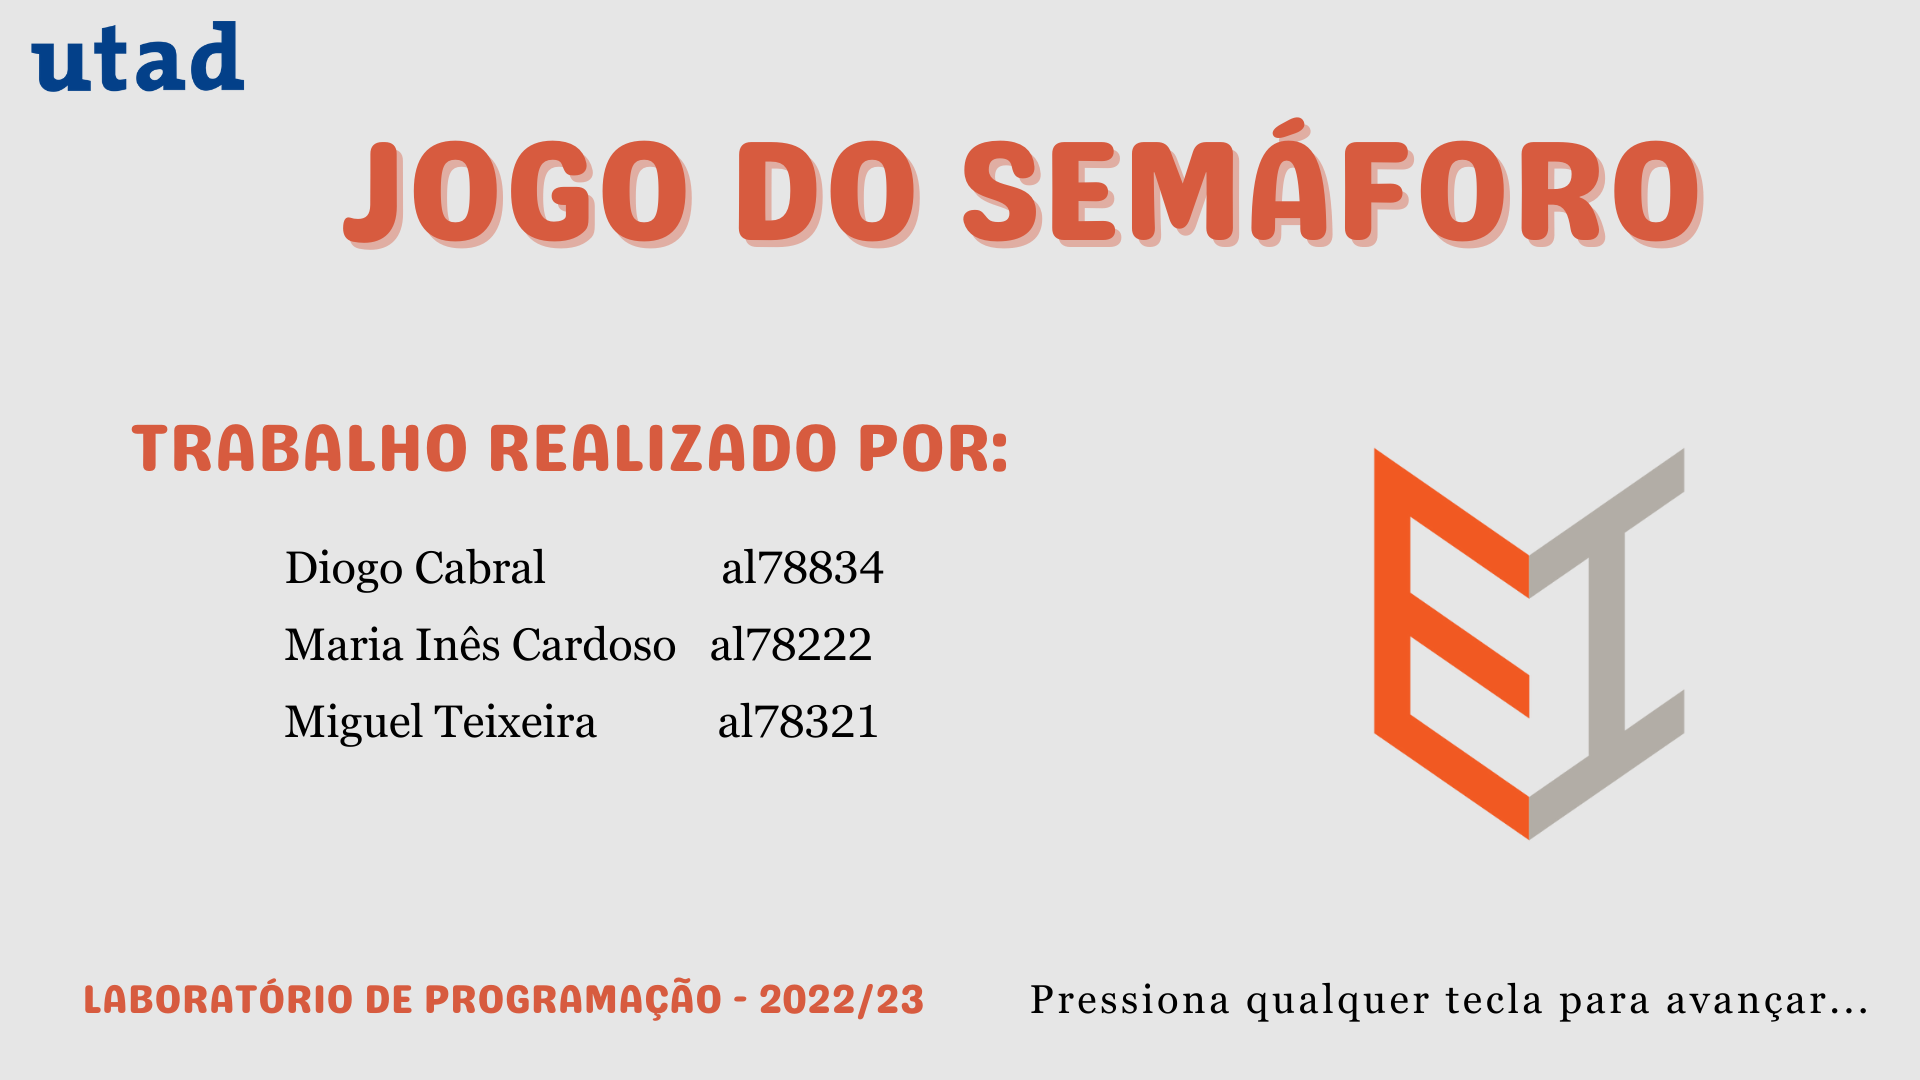 utad
JOGO DO SEMÁFORO
TRABALHO REALIZADO POR:
Diogo Cabral al78834
Maria Inês Cardoso al78222
Miguel Teixeira al78321
EI
LABORATÓRIO DE PROGRAMAÇÃO - 2022/23
Pressiona qualquer tecla para avançar...